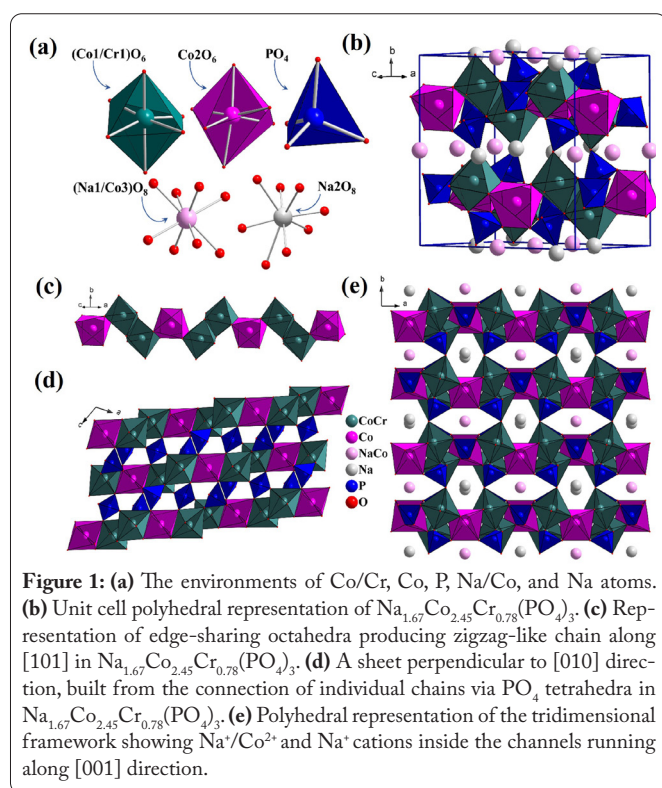 (a)
(Co1/Cr1)O₆ Co2O₆ PO₄
(Na1/Co3)O₈ Na2O₈
(b)
b
c a
(c)
b
c a
(d)
a
c
CoCr
Co
NaCo
Na
P
O
(e)
b
a
Figure 1: (a) The environments of Co/Cr, Co, P, Na/Co, and Na atoms.
(b) Unit cell polyhedral representation of Na₁.₆₇Co₂.₄₅Cr₀.₇₈(PO₄)₃. (c) Rep-
resentation of edge-sharing octahedra producing zigzag-like chain along
[101] in Na₁.₆₇Co₂.₄₅Cr₀.₇₈(PO₄)₃. (d) A sheet perpendicular to [010] direc-
tion, built from the connection of individual chains via PO₄ tetrahedra in
Na₁.₆₇Co₂.₄₅Cr₀.₇₈(PO₄)₃. (e) Polyhedral representation of the tridimensional
framework showing Na⁺/Co²⁺ and Na⁺ cations inside the channels running
along [001] direction.